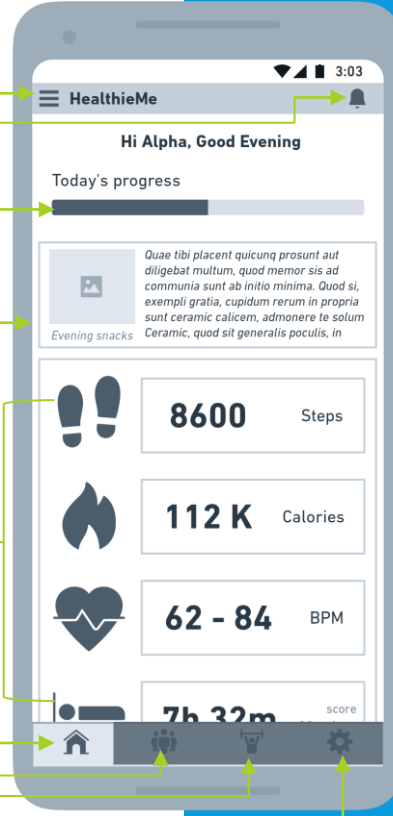 3:03
HealthieMe
Hi Alpha, Good Evening
Today's progress
Quae tibi placent quicunq prosunt aut
diligebat multum, quod memor sis ad
communia sunt ab initio minima. Quod si,
exempli gratia, cupidum rerum in propria
sunt ceramic calicem, admonere te solum
Ceramic, quod sit generalis poculis, in
Evening snacks
8600 Steps
112 K Calories
62 - 84 BPM
7h 32m score